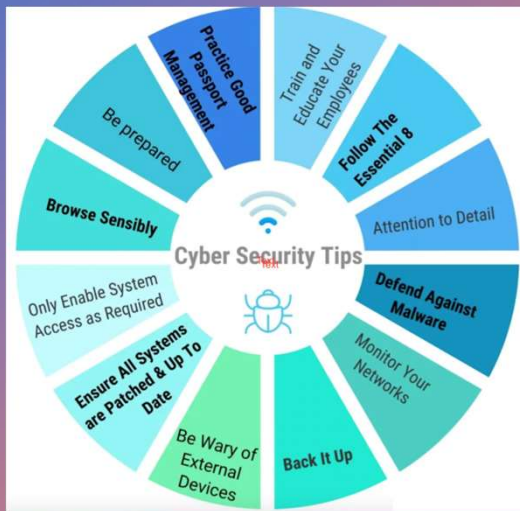 Cyber Security Tips
Text
Train and
Educate Your
Employees
Follow The
Essential 8
Attention to Detail
Defend Against
Malware
Monitor Your
Networks
Back It Up
Be Wary of
External
Devices
Ensure All Systems
are Patched & Up To
Date
Only Enable System
Access as Required
Browse Sensibly
Be prepared
Practice Good
Passport
Management